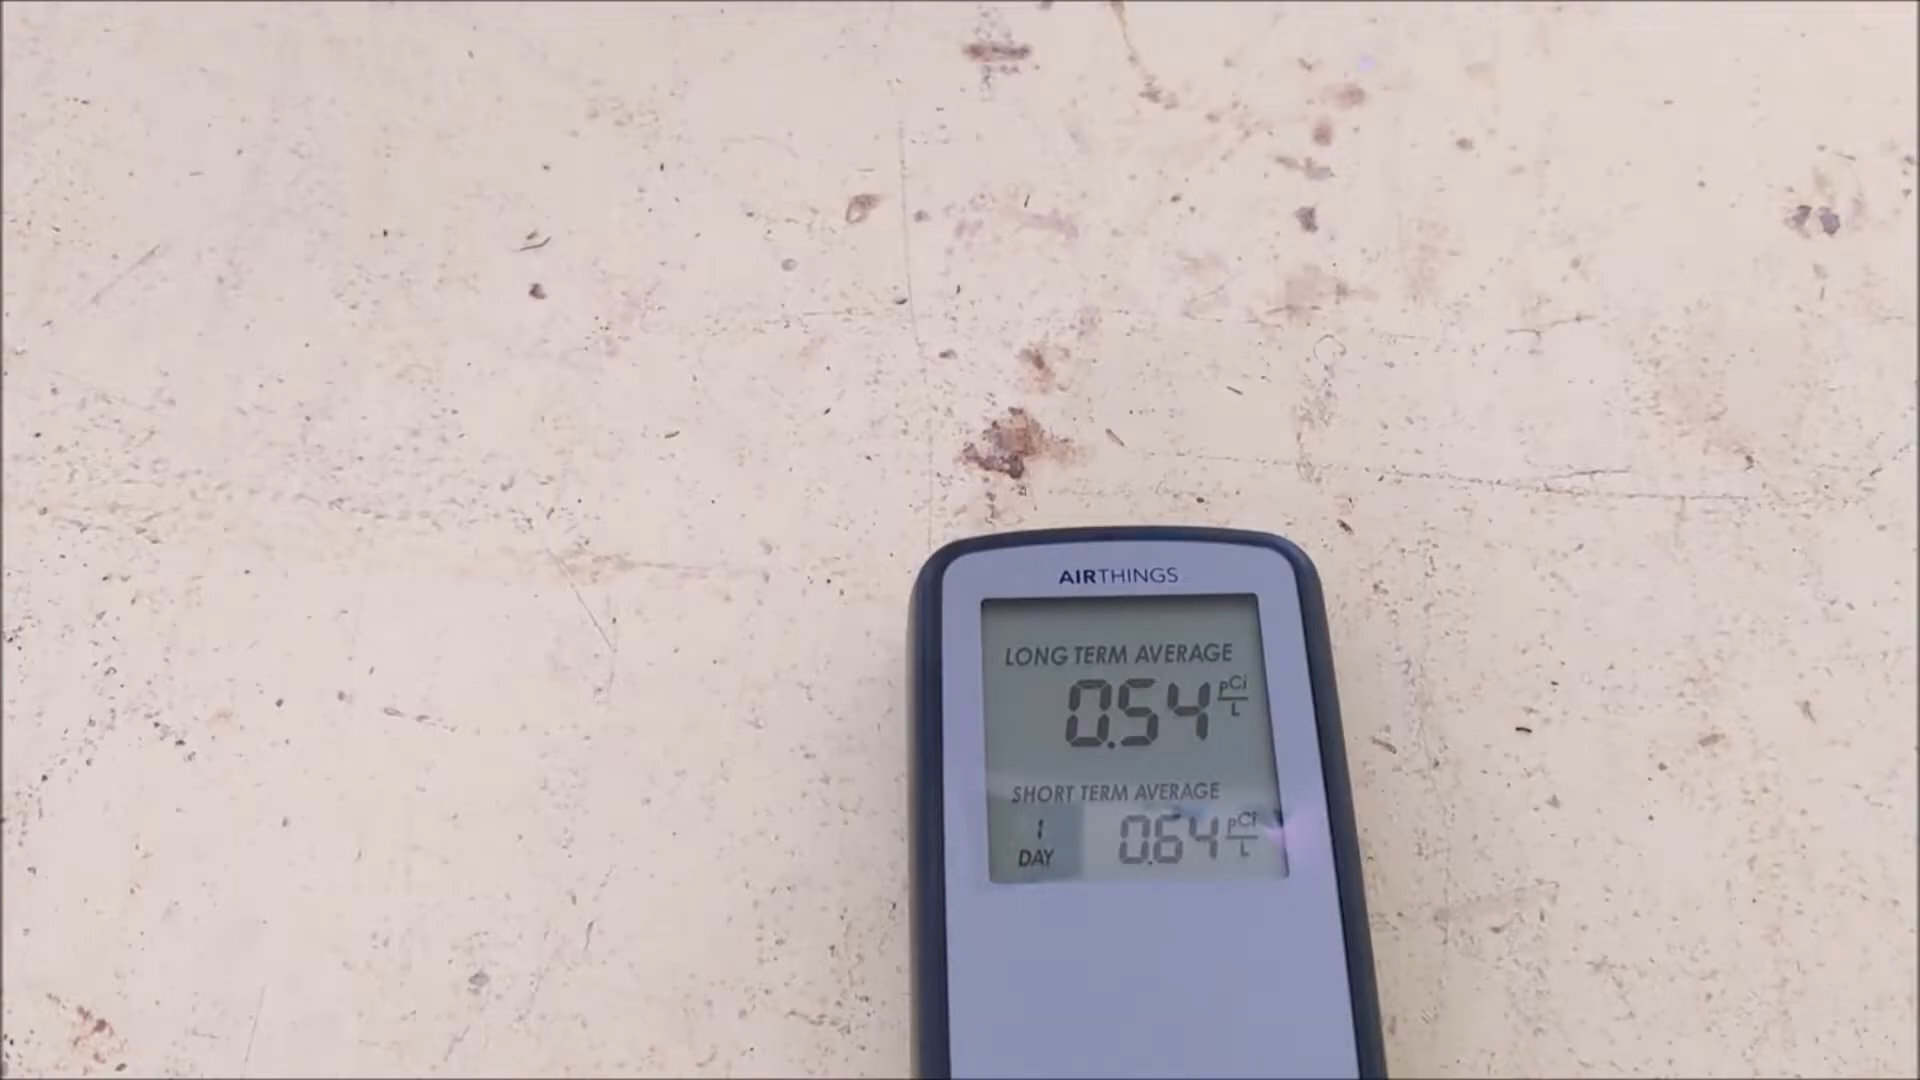 AIRTHINGS
LONG TERM AVERAGE
0.54 pCi/L
SHORT TERM AVERAGE
1 DAY 0.64 pCi/L